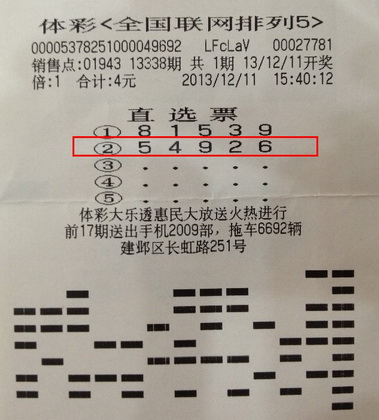 体彩<全国联网排列5>
00005378251000049692 LFcLaV 00027781
销售点:01943 13338期 共1期 13/12/11开奖
倍:1 合计:4元 2013/12/11 15:40:12
直选票
① 8 1 5 3 9
② 5 4 9 2 6
③ . . . . .
④ . . . . .
⑤ . . . . .
体彩大乐透惠民大放送火热进行
前17期送出手机2009部，拖车6692辆
建邺区长虹路251号